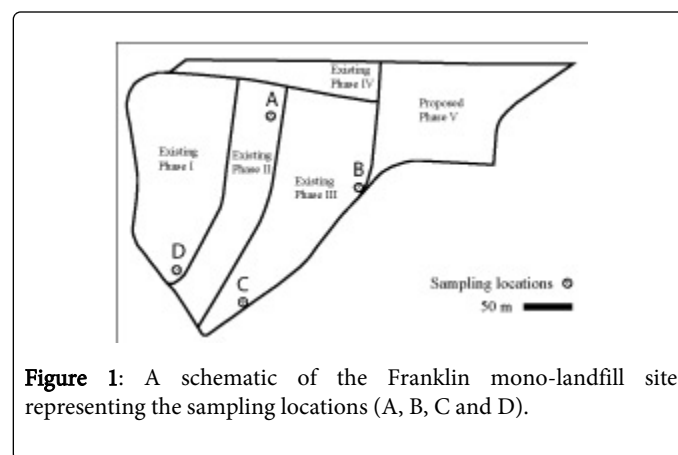 Existing
Phase IV
A
Proposed
Phase V
Existing
Phase I
Existing
Phase II
B
Existing
Phase III
D
C
Sampling locations
50 m
Figure 1: A schematic of the Franklin mono-landfill site
representing the sampling locations (A, B, C and D).